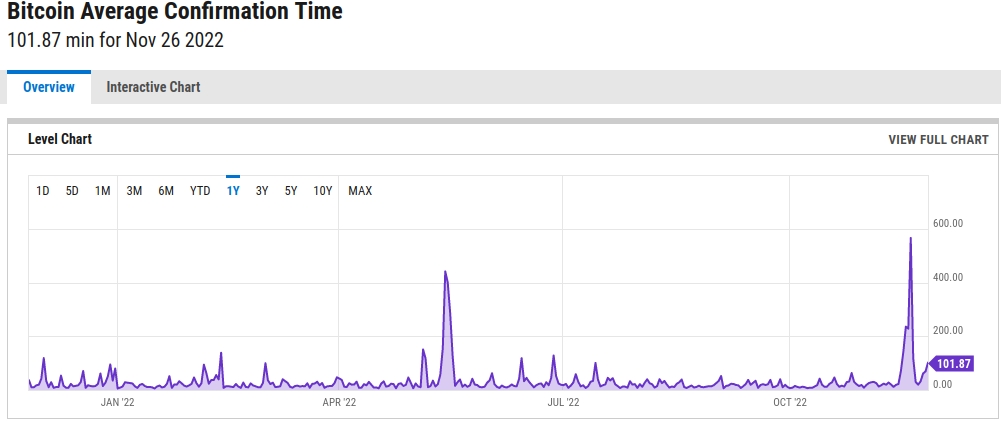 Bitcoin Average Confirmation Time
101.87 min for Nov 26 2022
Overview Interactive Chart
Level Chart VIEW FULL CHART
1D 5D 1M 3M 6M YTD 1Y 3Y 5Y 10Y MAX
600.00
400.00
200.00
101.87
0.00
JAN '22 APR '22 JUL '22 OCT '22